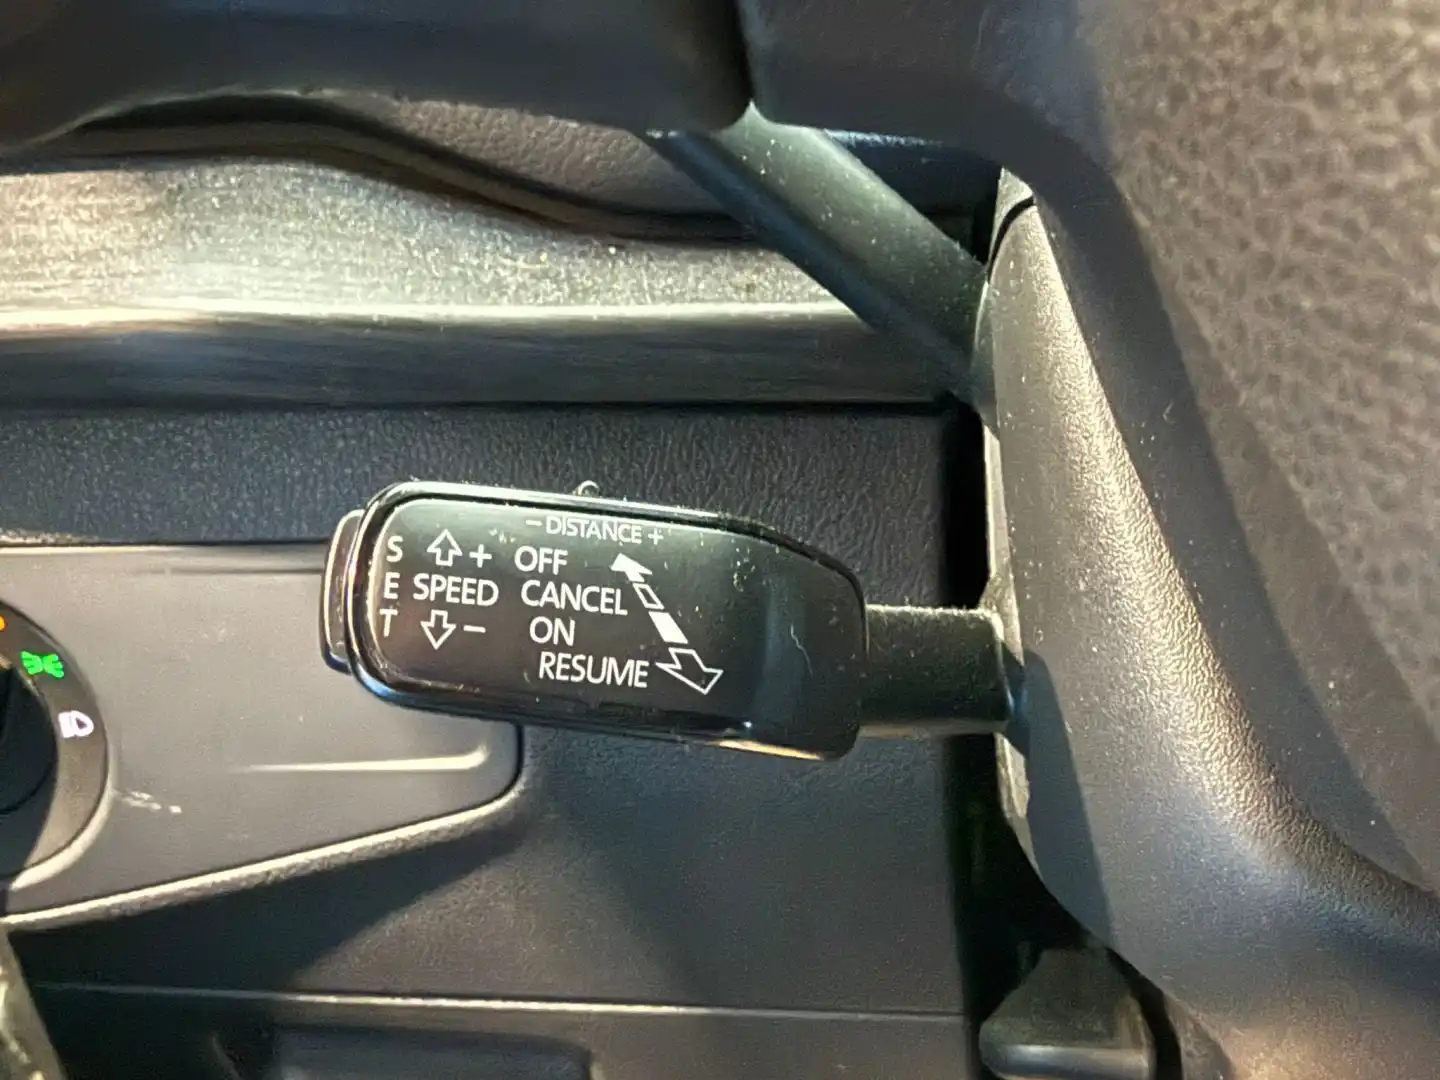 - DISTANCE +
S + OFF
E SPEED CANCEL
T - ON
RESUME